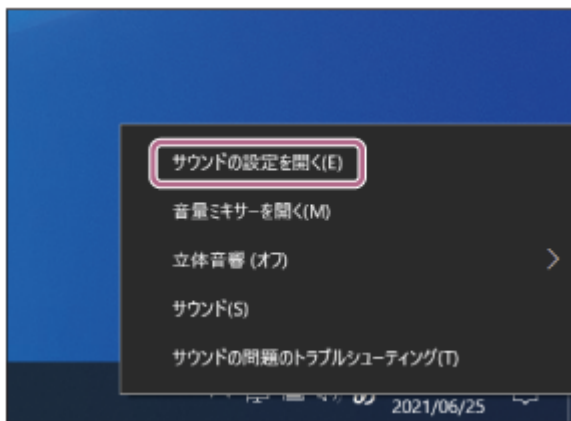 サウンドの設定を開く(E)
音量ミキサーを開く(M)
立体音響 (オフ)
サウンド(S)
サウンドの問題のトラブルシューティング(T)
あ
2021/06/25